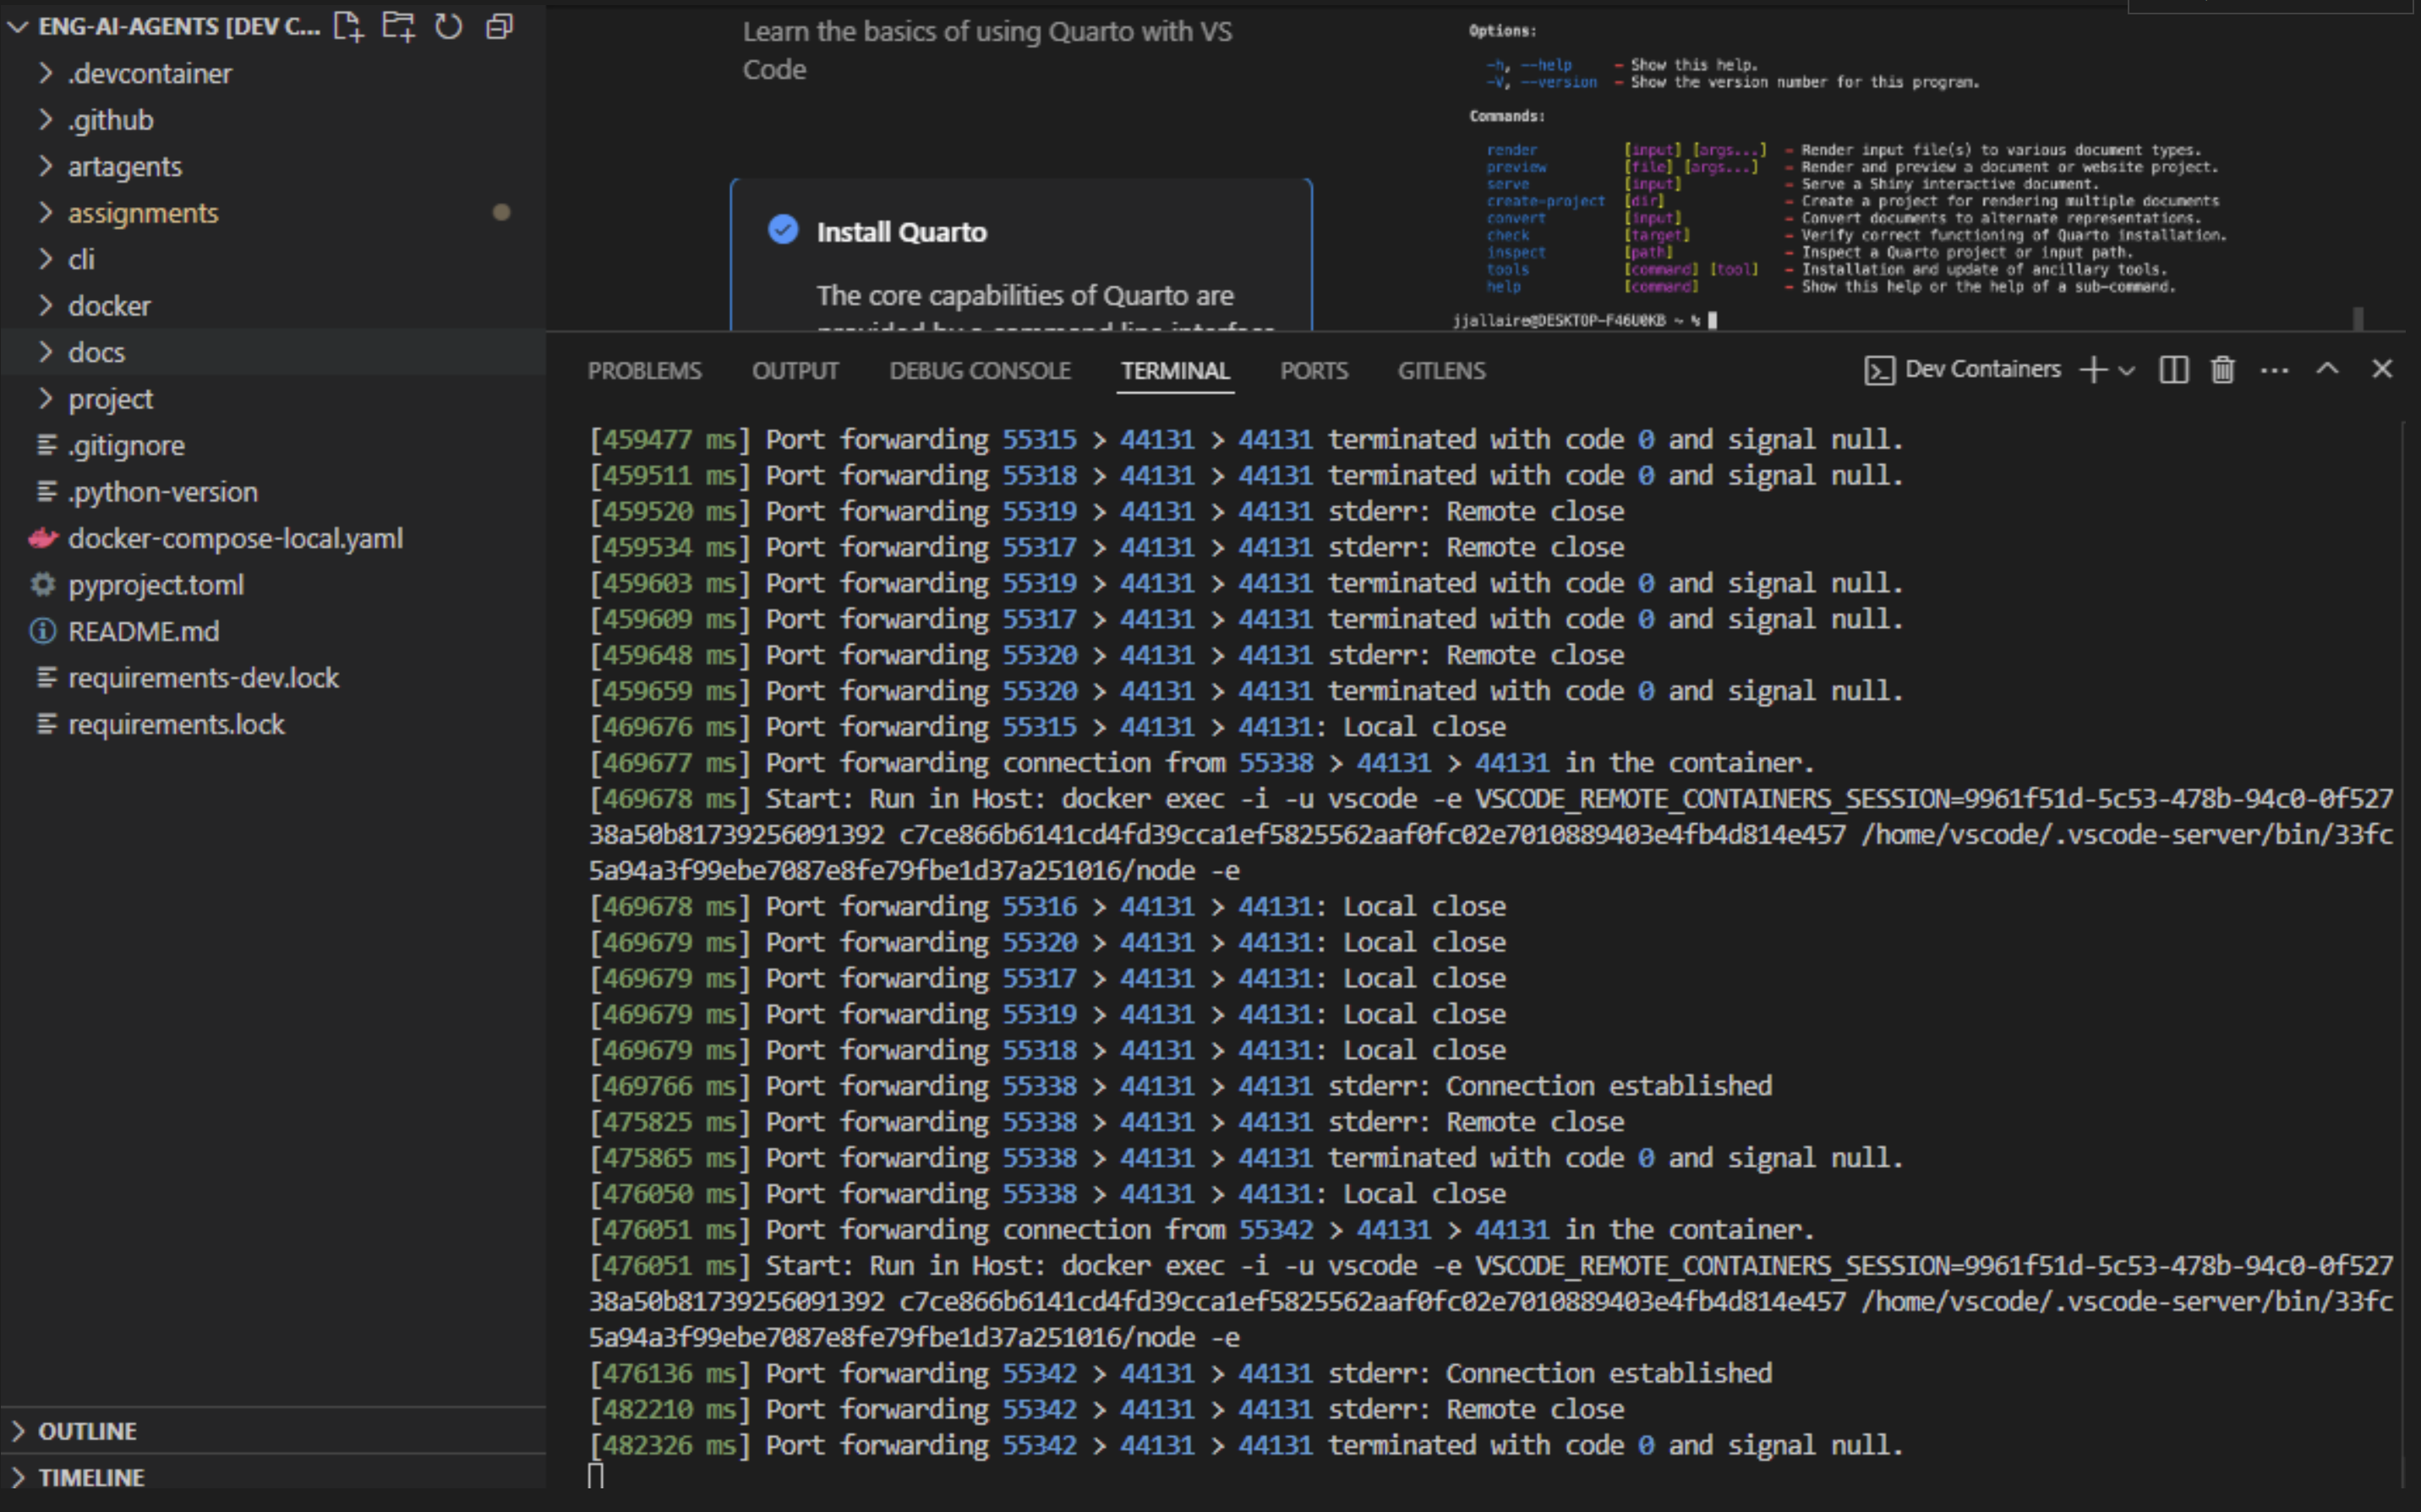 ENG-AI-AGENTS [DEV C...
.devcontainer
.github
artagents
assignments
cli
docker
docs
project
.gitignore
.python-version
docker-compose-local.yaml
pyproject.toml
README.md
requirements-dev.lock
requirements.lock
OUTLINE
TIMELINE
Learn the basics of using Quarto with VS
Code
Install Quarto
The core capabilities of Quarto are
provided by a command line interface
Options:
-h, --help - Show this help.
-V, --version - Show the version number for this program.
Commands:
render [input] [args...] - Render input file(s) to various document types.
preview [file] [args...] - Render and preview a document or website project.
serve [input] - Serve a Shiny interactive document.
create-project [dir] - Create a project for rendering multiple documents
convert [input] - Convert documents to alternate representations.
check [target] - Verify correct functioning of Quarto installation.
inspect [path] - Inspect a Quarto project or input path.
tools [command] [tool] - Installation and update of ancillary tools.
help [command] - Show this help or the help of a sub-command.
jjallaire@DESKTOP-F46U0KB ~ %
PROBLEMS OUTPUT DEBUG CONSOLE TERMINAL PORTS GITLENS Dev Containers
[459477 ms] Port forwarding 55315 > 44131 > 44131 terminated with code 0 and signal null.
[459511 ms] Port forwarding 55318 > 44131 > 44131 terminated with code 0 and signal null.
[459520 ms] Port forwarding 55319 > 44131 > 44131 stderr: Remote close
[459534 ms] Port forwarding 55317 > 44131 > 44131 stderr: Remote close
[459603 ms] Port forwarding 55319 > 44131 > 44131 terminated with code 0 and signal null.
[459609 ms] Port forwarding 55317 > 44131 > 44131 terminated with code 0 and signal null.
[459648 ms] Port forwarding 55320 > 44131 > 44131 stderr: Remote close
[459659 ms] Port forwarding 55320 > 44131 > 44131 terminated with code 0 and signal null.
[469676 ms] Port forwarding 55315 > 44131 > 44131: Local close
[469677 ms] Port forwarding connection from 55338 > 44131 > 44131 in the container.
[469678 ms] Start: Run in Host: docker exec -i -u vscode -e VSCODE_REMOTE_CONTAINERS_SESSION=9961f51d-5c53-478b-94c0-0f527
38a50b81739256091392 c7ce866b6141cd4fd39cca1ef5825562aaf0fc02e7010889403e4fb4d814e457 /home/vscode/.vscode-server/bin/33fc
5a94a3f99ebe7087e8fe79fbe1d37a251016/node -e
[469678 ms] Port forwarding 55316 > 44131 > 44131: Local close
[469679 ms] Port forwarding 55320 > 44131 > 44131: Local close
[469679 ms] Port forwarding 55317 > 44131 > 44131: Local close
[469679 ms] Port forwarding 55319 > 44131 > 44131: Local close
[469679 ms] Port forwarding 55318 > 44131 > 44131: Local close
[469766 ms] Port forwarding 55338 > 44131 > 44131 stderr: Connection established
[475825 ms] Port forwarding 55338 > 44131 > 44131 stderr: Remote close
[475865 ms] Port forwarding 55338 > 44131 > 44131 terminated with code 0 and signal null.
[476050 ms] Port forwarding 55338 > 44131 > 44131: Local close
[476051 ms] Port forwarding connection from 55342 > 44131 > 44131 in the container.
[476051 ms] Start: Run in Host: docker exec -i -u vscode -e VSCODE_REMOTE_CONTAINERS_SESSION=9961f51d-5c53-478b-94c0-0f527
38a50b81739256091392 c7ce866b6141cd4fd39cca1ef5825562aaf0fc02e7010889403e4fb4d814e457 /home/vscode/.vscode-server/bin/33fc
5a94a3f99ebe7087e8fe79fbe1d37a251016/node -e
[476136 ms] Port forwarding 55342 > 44131 > 44131 stderr: Connection established
[482210 ms] Port forwarding 55342 > 44131 > 44131 stderr: Remote close
[482326 ms] Port forwarding 55342 > 44131 > 44131 terminated with code 0 and signal null.